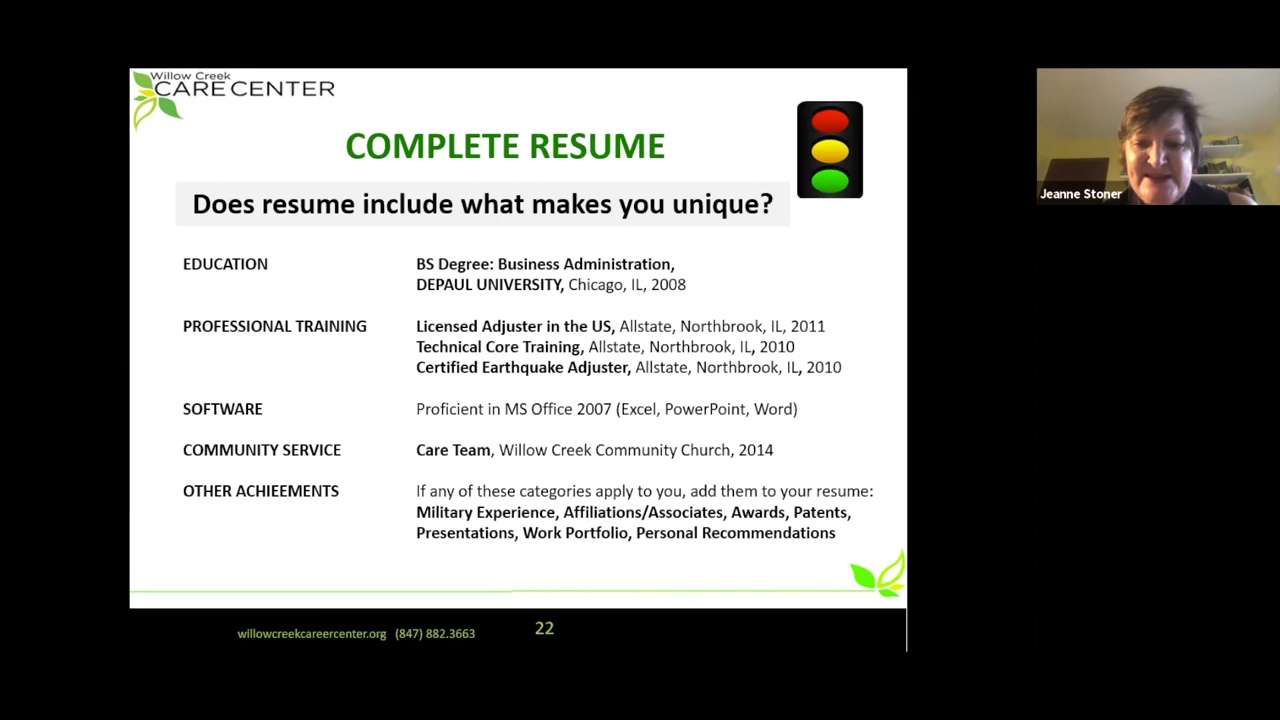 Willow Creek
CARE CENTER
COMPLETE RESUME
Does resume include what makes you unique?
EDUCATION
BS Degree: Business Administration,
DEPAUL UNIVERSITY, Chicago, IL, 2008
PROFESSIONAL TRAINING
Licensed Adjuster in the US, Allstate, Northbrook, IL, 2011
Technical Core Training, Allstate, Northbrook, IL, 2010
Certified Earthquake Adjuster, Allstate, Northbrook, IL, 2010
SOFTWARE
Proficient in MS Office 2007 (Excel, PowerPoint, Word)
COMMUNITY SERVICE
Care Team, Willow Creek Community Church, 2014
OTHER ACHIEEMENTS
If any of these categories apply to you, add them to your resume:
Military Experience, Affiliations/Associates, Awards, Patents,
Presentations, Work Portfolio, Personal Recommendations
willowcreekcareercenter.org (847) 882.3663
22
Jeanne Stoner